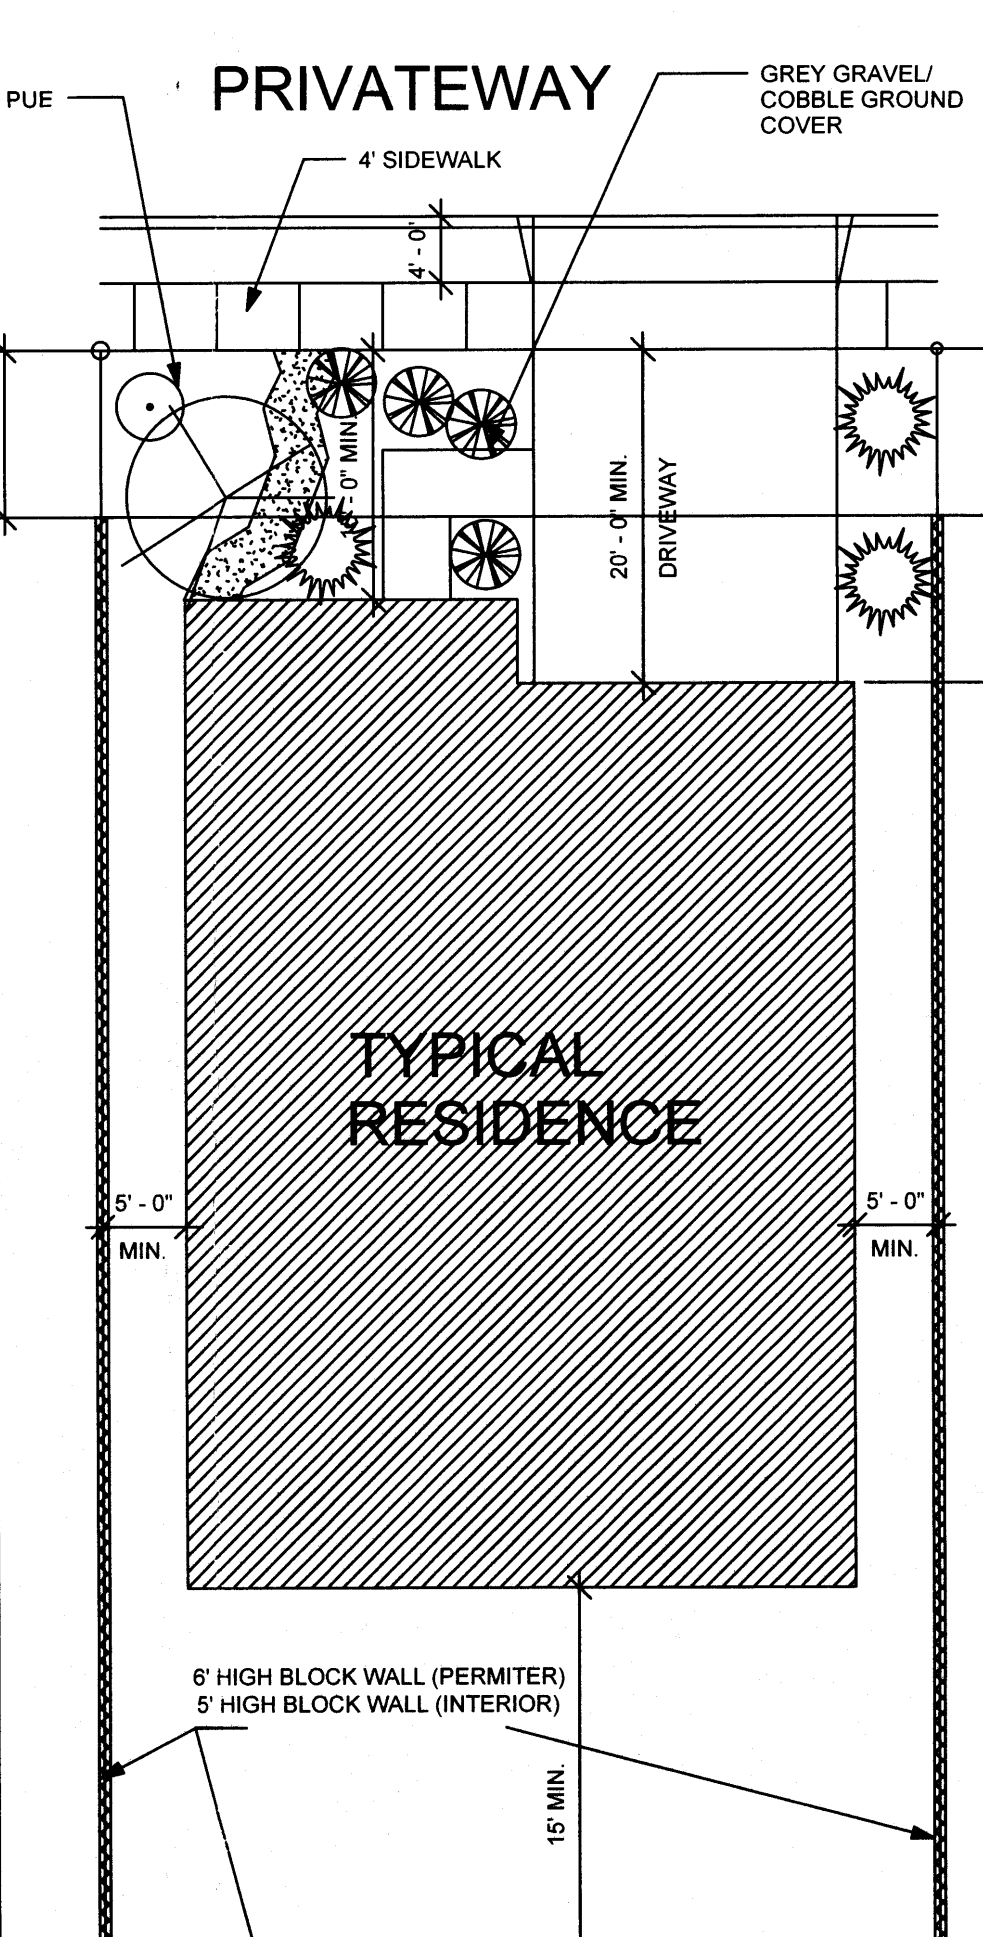 PRIVATEWAY
PUE
GREY GRAVEL/
COBBLE GROUND
COVER
4' SIDEWALK
4' - 0"
0" MIN.
20' - 0" MIN.
DRIVEWAY
TYPICAL
RESIDENCE
5' - 0"
MIN.
5' - 0"
MIN.
6' HIGH BLOCK WALL (PERMITER)
5' HIGH BLOCK WALL (INTERIOR)
15' MIN.